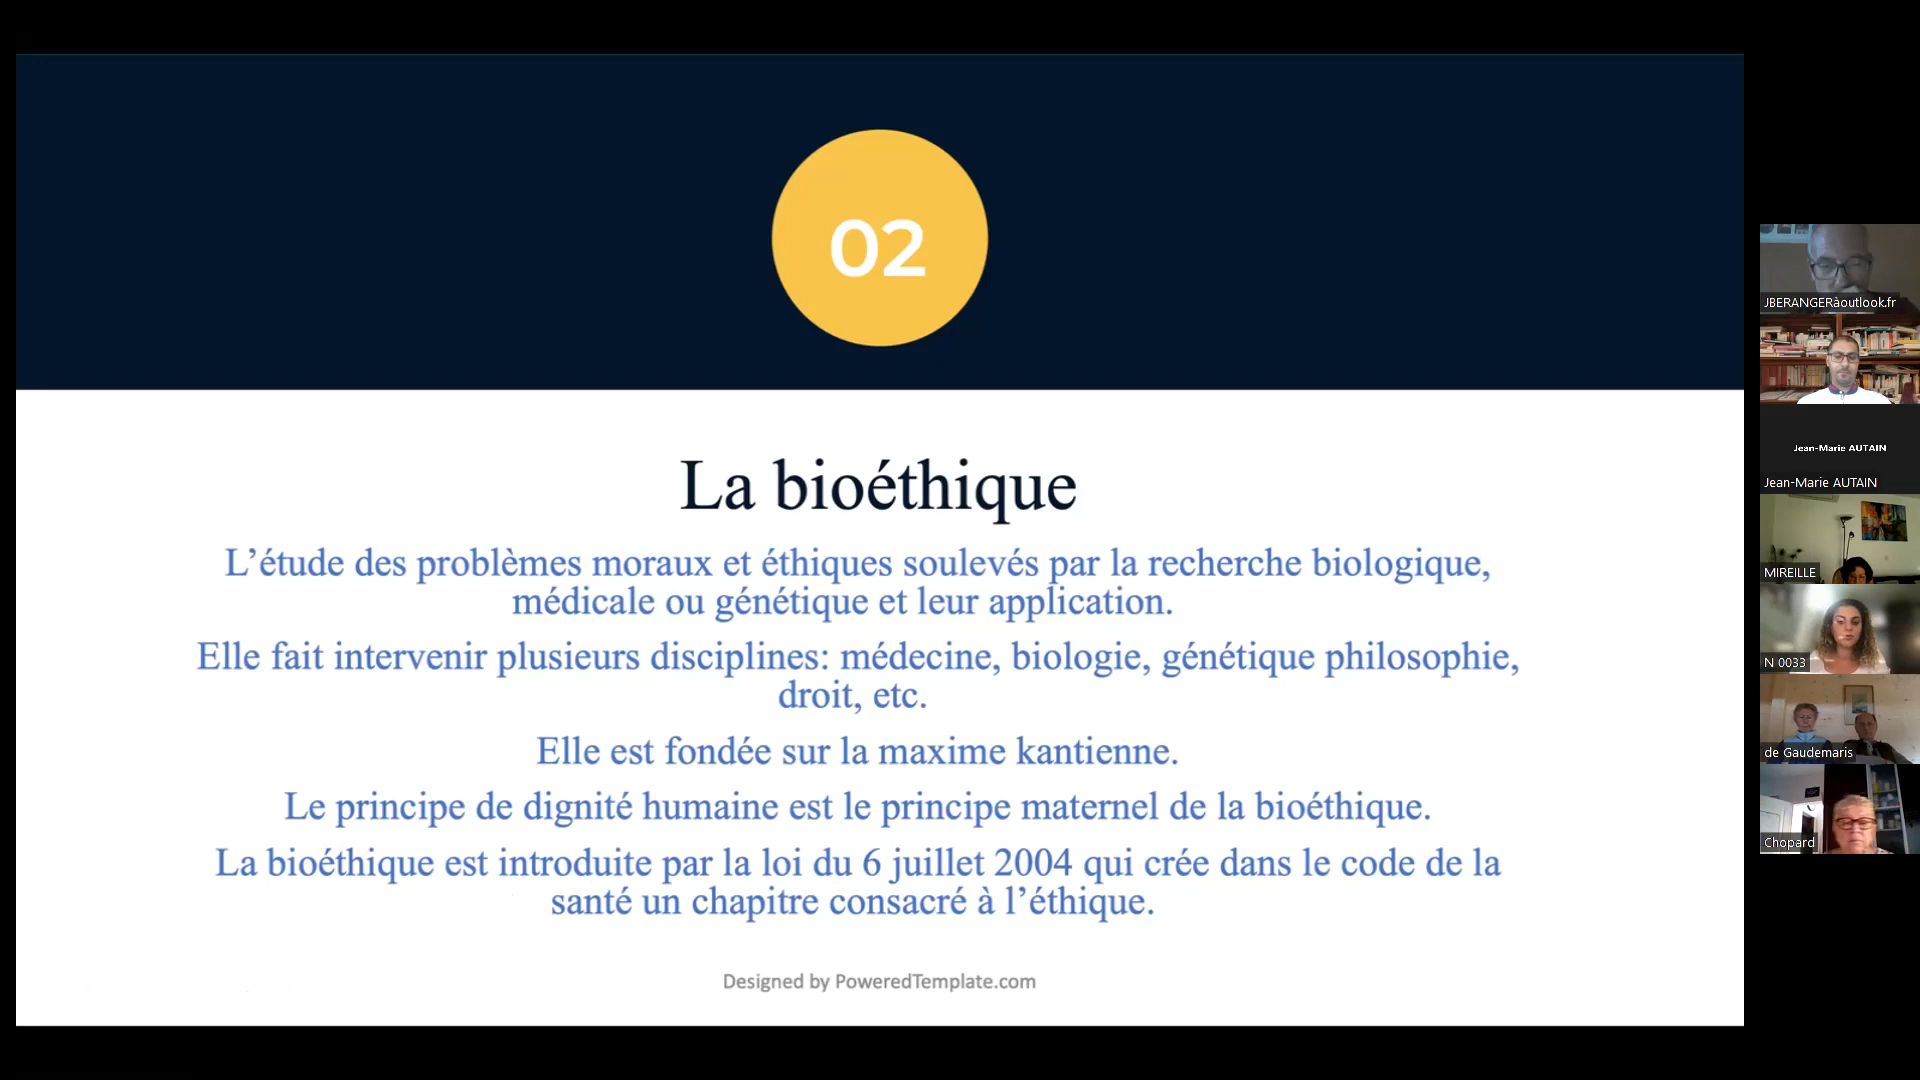 02
La bioéthique
L’étude des problèmes moraux et éthiques soulevés par la recherche biologique,
médicale ou génétique et leur application.
Elle fait intervenir plusieurs disciplines: médecine, biologie, génétique philosophie,
droit, etc.
Elle est fondée sur la maxime kantienne.
Le principe de dignité humaine est le principe maternel de la bioéthique.
La bioéthique est introduite par la loi du 6 juillet 2004 qui crée dans le code de la
santé un chapitre consacré à l’éthique.
Designed by PoweredTemplate.com
JBERANGERàoutlook.fr
Jean-Marie AUTAIN
Jean-Marie AUTAIN
MIREILLE
N 0033
de Gaudemaris
Chopard